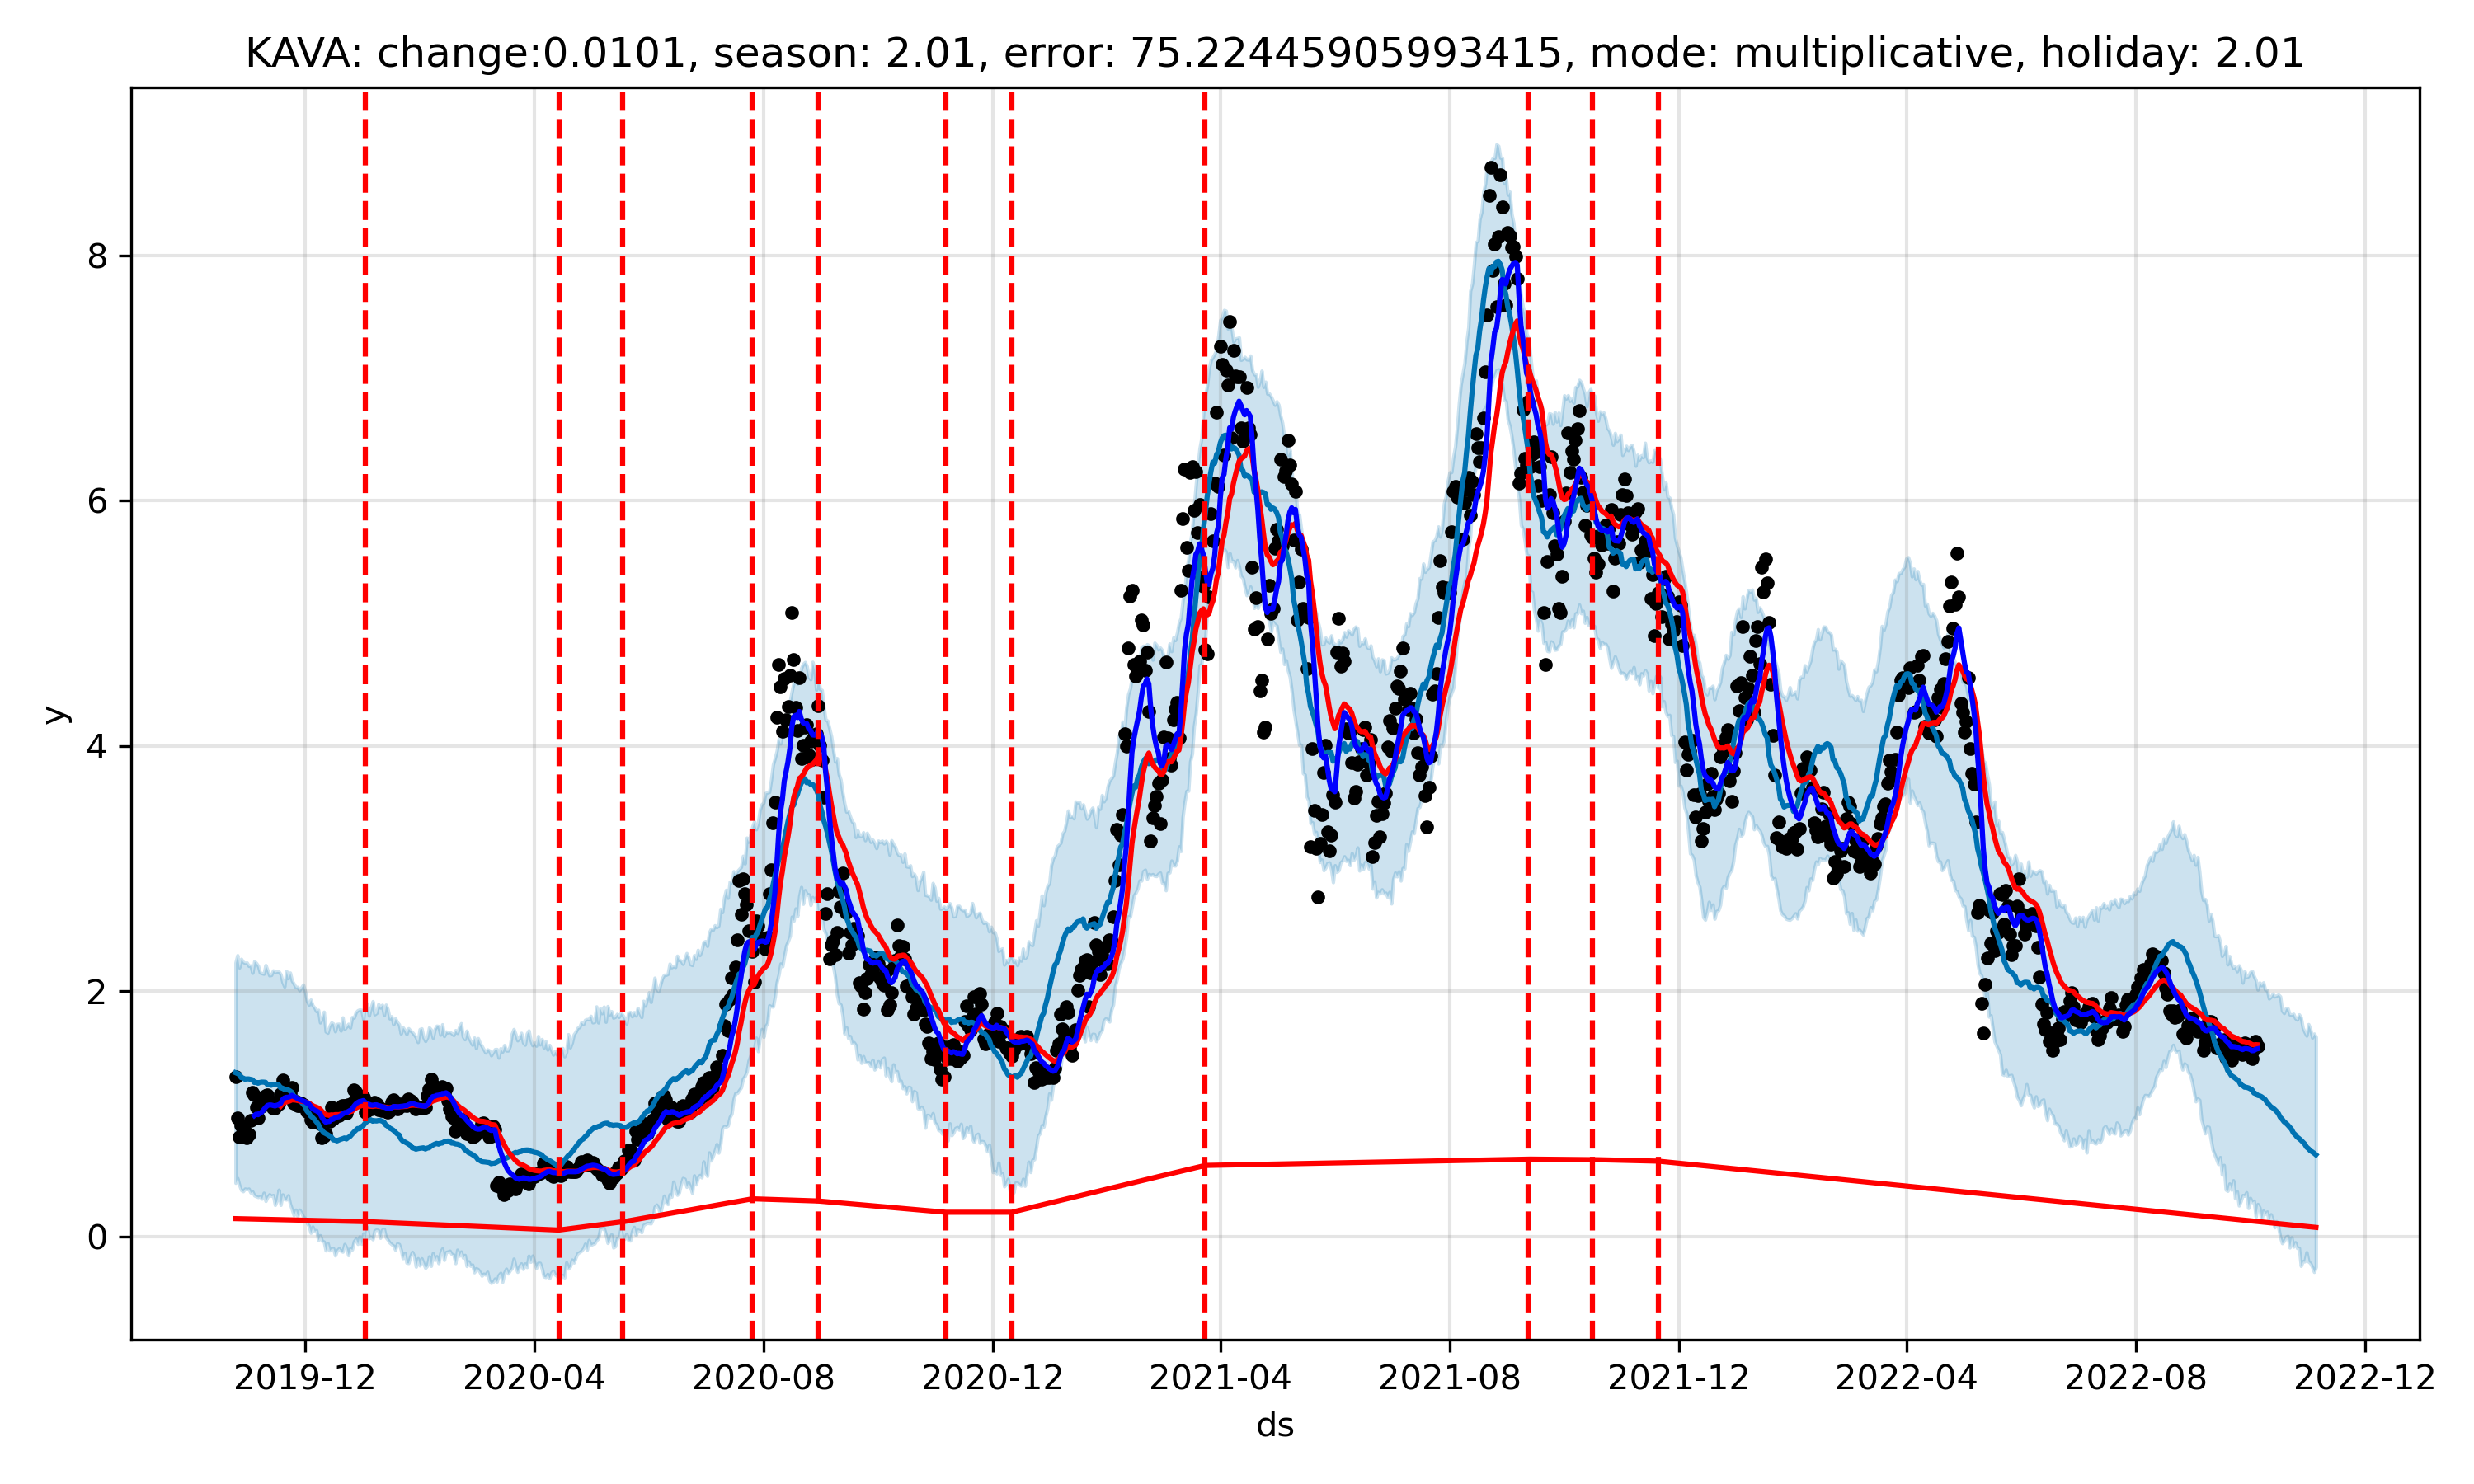 KAVA: change:0.0101, season: 2.01, error: 75.22445905993415, mode: multiplicative, holiday: 2.01
8
6
y
4
2
0
2019-12 2020-04 2020-08 2020-12 2021-04 2021-08 2021-12 2022-04 2022-08 2022-12
ds